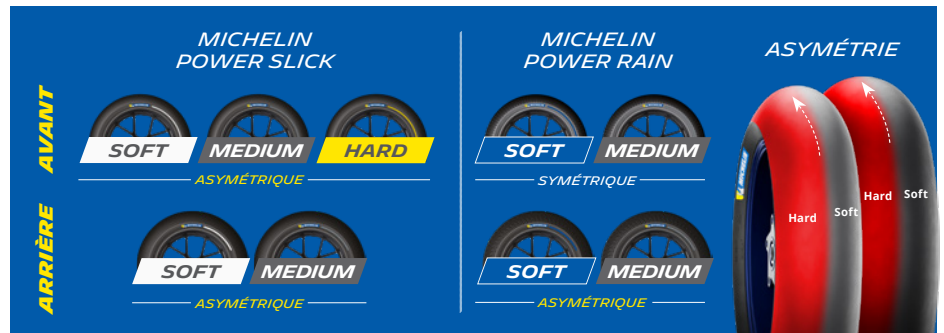 MICHELIN
POWER SLICK
MICHELIN
POWER RAIN
ASYMÉTRIE
AVANT
SOFT
MEDIUM
HARD
SOFT
MEDIUM
ASYMÉTRIQUE
SYMÉTRIQUE
Hard
Soft
Hard
Soft
ARRIÈRE
SOFT
MEDIUM
SOFT
MEDIUM
ASYMÉTRIQUE
ASYMÉTRIQUE